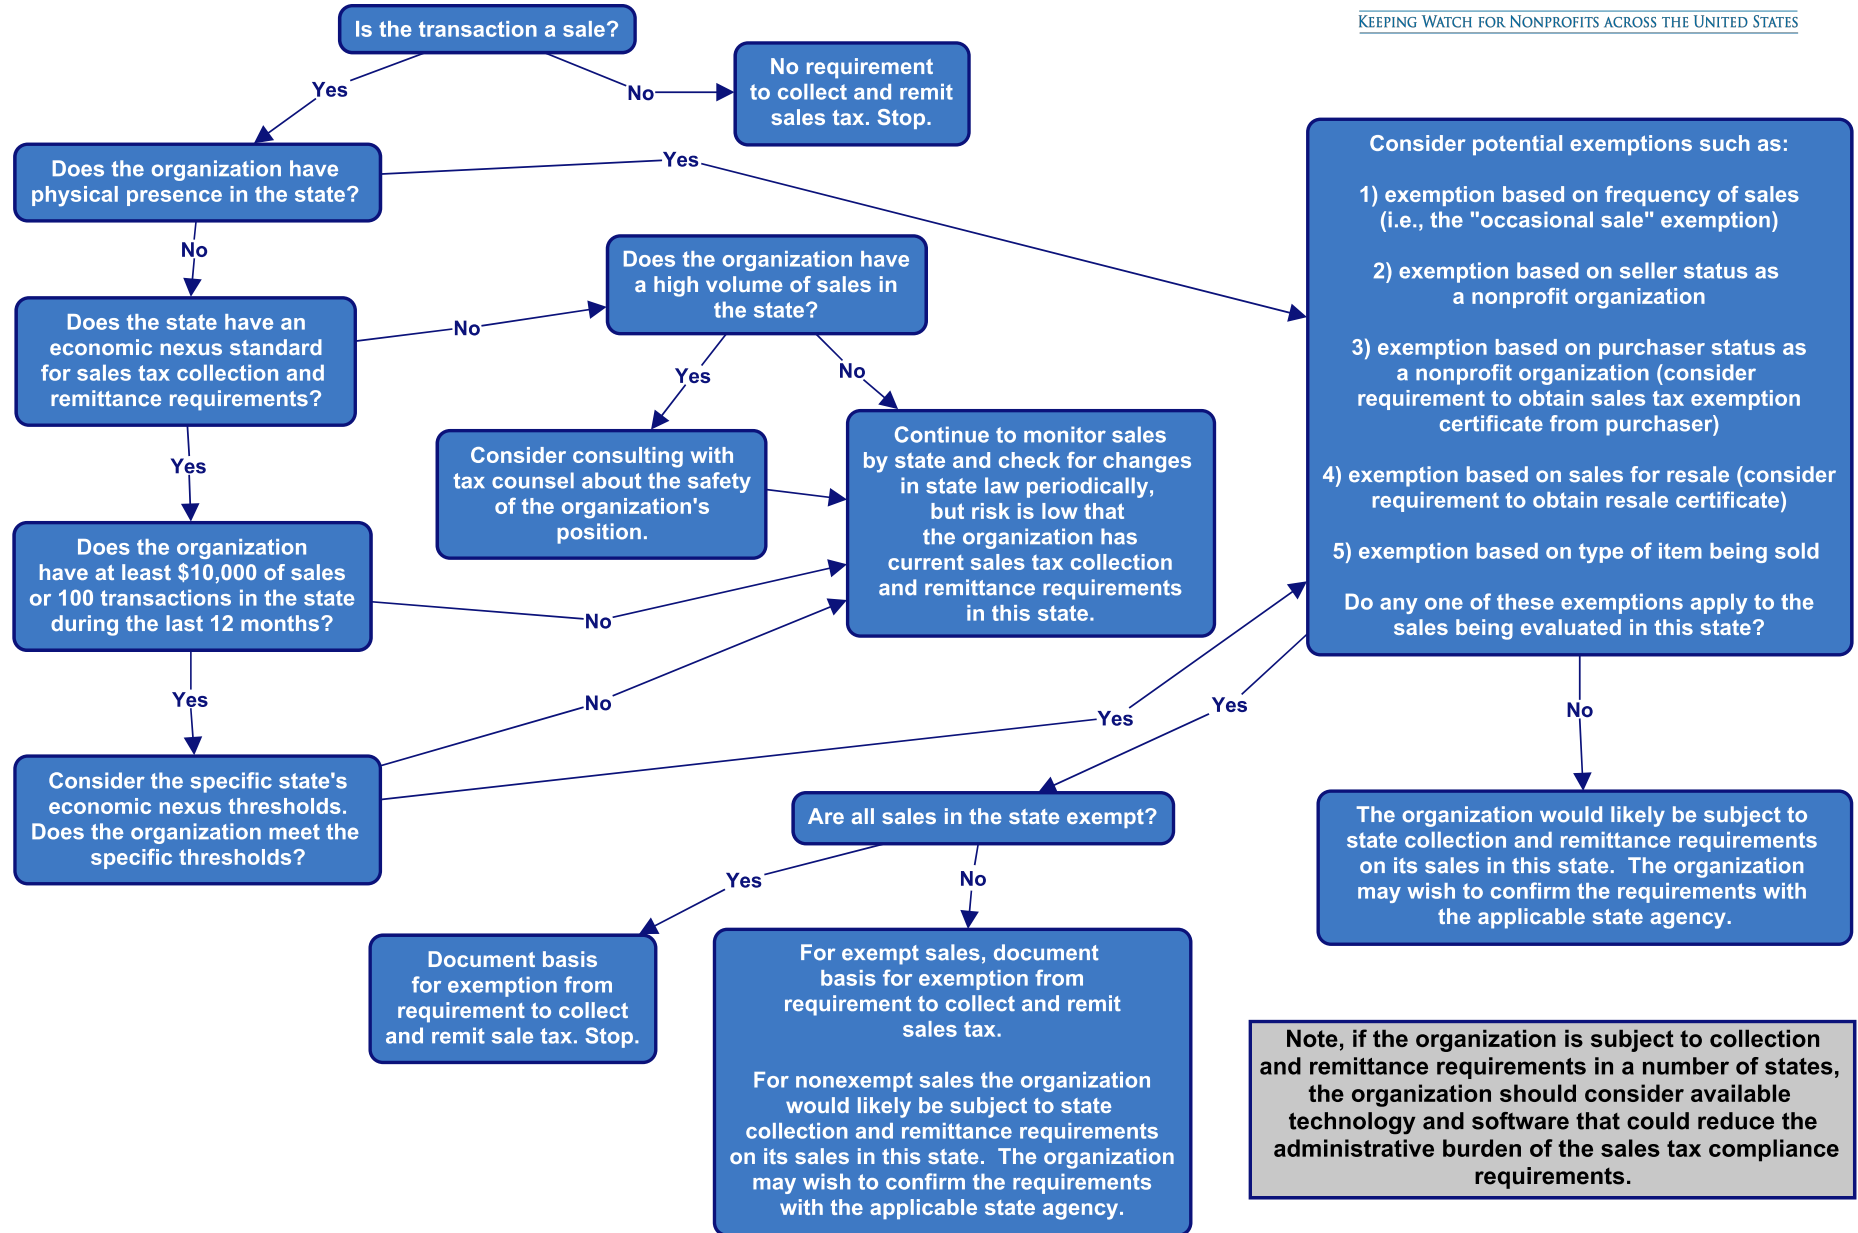 KEEPING WATCH FOR NONPROFITS ACROSS THE UNITED STATES
Is the transaction a sale?
Yes
No
No requirement
to collect and remit
sales tax. Stop.
Does the organization have
physical presence in the state?
Yes
No
Does the state have an
economic nexus standard
for sales tax collection and
remittance requirements?
No
Yes
Does the organization have
a high volume of sales in
the state?
Yes
No
Consider consulting with
tax counsel about the safety
of the organization's
position.
Continue to monitor sales
by state and check for changes
in state law periodically,
but risk is low that
the organization has
current sales tax collection
and remittance requirements
in this state.
Does the organization
have at least $10,000 of sales
or 100 transactions in the state
during the last 12 months?
No
Yes
Consider the specific state's
economic nexus thresholds.
Does the organization meet the
specific thresholds?
No
Yes
Consider potential exemptions such as:
1) exemption based on frequency of sales
(i.e., the "occasional sale" exemption)
2) exemption based on seller status as
a nonprofit organization
3) exemption based on purchaser status as
a nonprofit organization (consider
requirement to obtain sales tax exemption
certificate from purchaser)
4) exemption based on sales for resale (consider
requirement to obtain resale certificate)
5) exemption based on type of item being sold
Do any one of these exemptions apply to the
sales being evaluated in this state?
Yes
No
Are all sales in the state exempt?
Yes
No
Document basis
for exemption from
requirement to collect
and remit sale tax. Stop.
For exempt sales, document
basis for exemption from
requirement to collect and remit
sales tax.
For nonexempt sales the organization
would likely be subject to state
collection and remittance requirements
on its sales in this state.  The organization
may wish to confirm the requirements
with the applicable state agency.
The organization would likely be subject to
state collection and remittance requirements
on its sales in this state.  The organization
may wish to confirm the requirements with
the applicable state agency.
Note, if the organization is subject to collection
and remittance requirements in a number of states,
the organization should consider available
technology and software that could reduce the
administrative burden of the sales tax compliance
requirements.